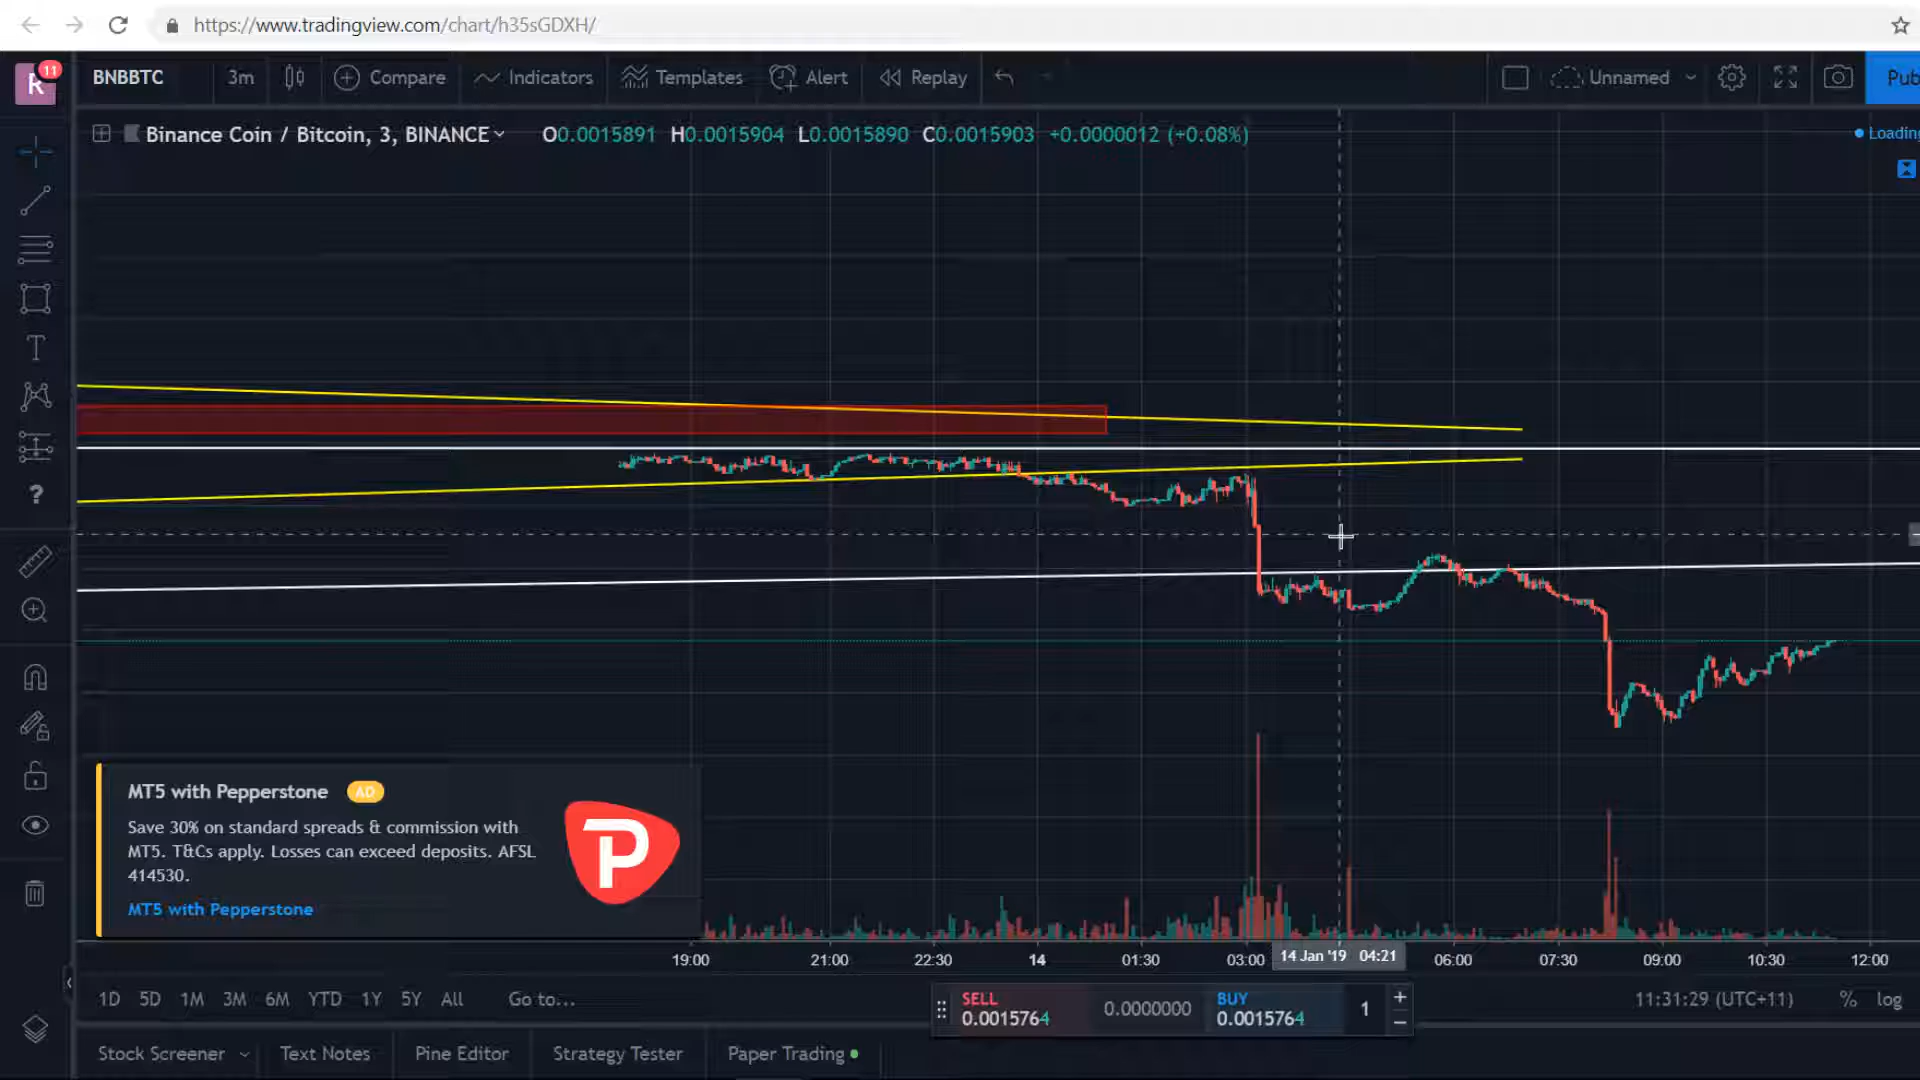 https://www.tradingview.com/chart/h35sGDXH/
R 11 BNBBTC 3m Compare Indicators Templates Alert Replay Unnamed Pub
Binance Coin / Bitcoin, 3, BINANCE O0.0015891 H0.0015904 L0.0015890 C0.0015903 +0.0000012 (+0.08%)
Loading
T
?
MT5 with Pepperstone AD
Save 30% on standard spreads & commission with
MT5. T&Cs apply. Losses can exceed deposits. AFSL
414530.
MT5 with Pepperstone
P
19:00 21:00 22:30 14 01:30 03:00 14 Jan '19 04:21 06:00 07:30 09:00 10:30 12:00
1D 5D 1M 3M 6M YTD 1Y 5Y All Go to... 11:31:29 (UTC+11) % log
SELL
0.0015764
0.0000000
BUY
0.0015764
1
Stock Screener Text Notes Pine Editor Strategy Tester Paper Trading